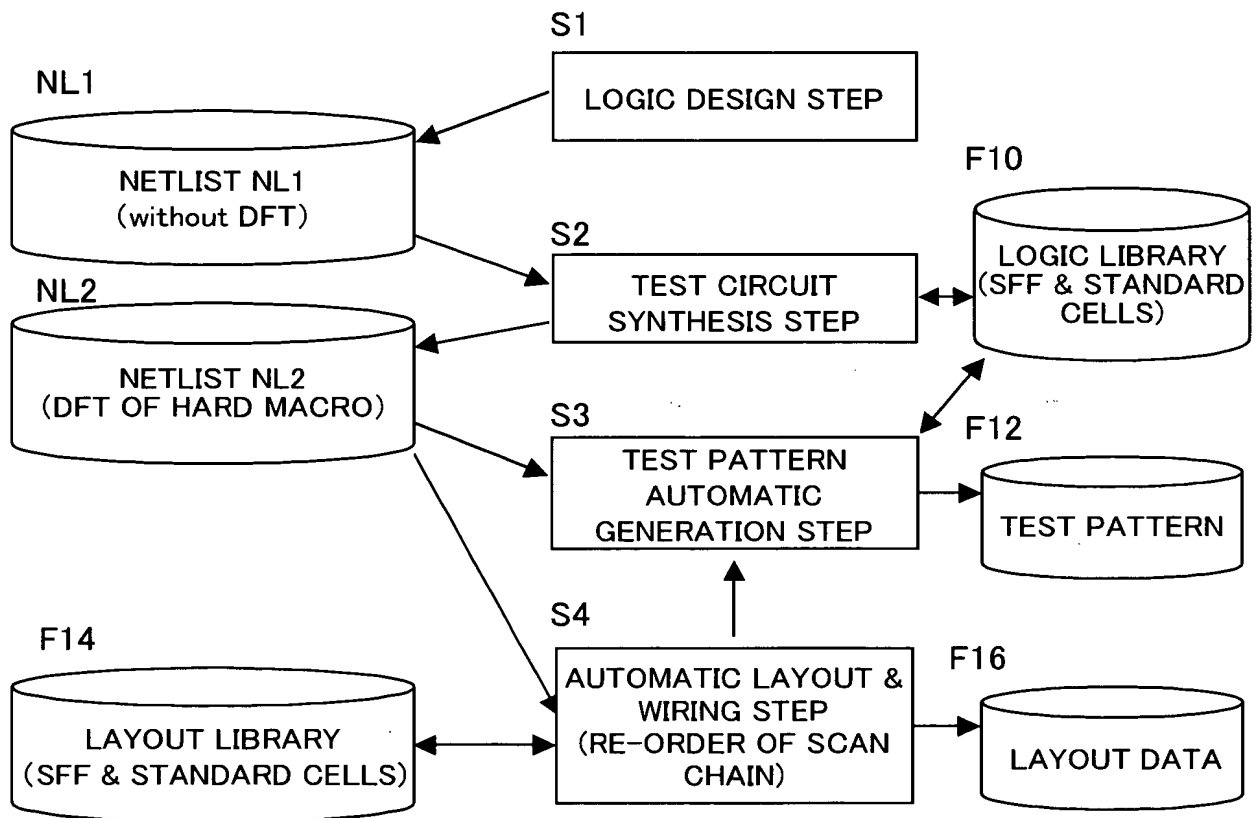 S1
LOGIC DESIGN STEP
NL1
NETLIST NL1
(without DFT)
F10
LOGIC LIBRARY
(SFF & STANDARD
CELLS)
S2
TEST CIRCUIT
SYNTHESIS STEP
NL2
NETLIST NL2
(DFT OF HARD MACRO)
S3
TEST PATTERN
AUTOMATIC
GENERATION STEP
F12
TEST PATTERN
S4
AUTOMATIC LAYOUT &
WIRING STEP
(RE-ORDER OF SCAN
CHAIN)
F14
LAYOUT LIBRARY
(SFF & STANDARD CELLS)
F16
LAYOUT DATA